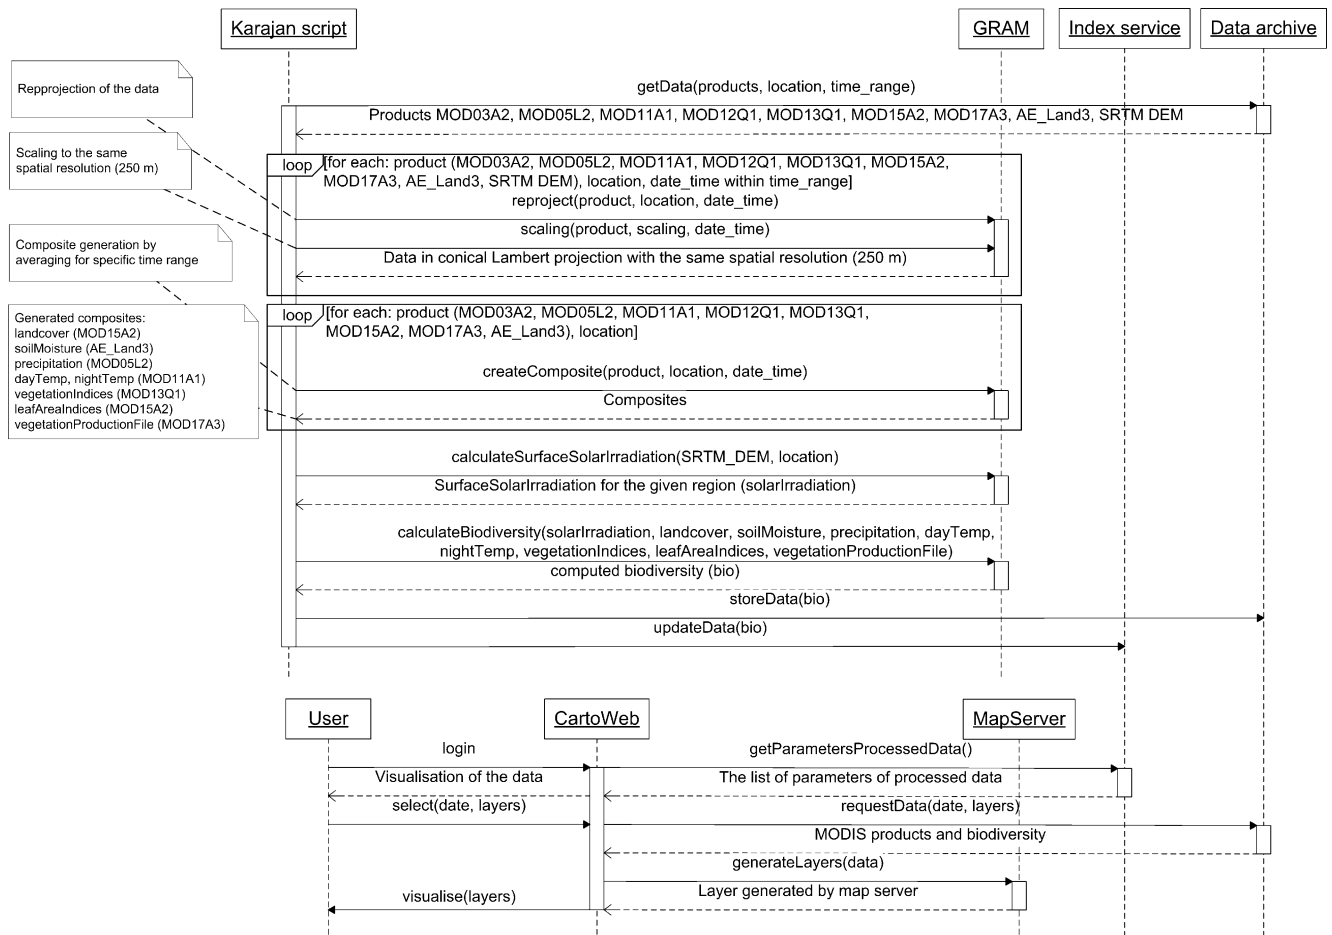 Karajan script
GRAM
Index service
Data archive
Repprojection of the data
getData(products, location, time_range)
Products MOD03A2, MOD05L2, MOD11A1, MOD12Q1, MOD13Q1, MOD15A2, MOD17A3, AE_Land3, SRTM DEM
Scaling to the same
spatial resolution (250 m)
loop
[for each: product (MOD03A2, MOD05L2, MOD11A1, MOD12Q1, MOD13Q1, MOD15A2,
MOD17A3, AE_Land3, SRTM DEM), location, date_time within time_range]
reproject(product, location, date_time)
scaling(product, scaling, date_time)
Composite generation by
averaging for specific time range
Data in conical Lambert projection with the same spatial resolution (250 m)
loop
[for each: product (MOD03A2, MOD05L2, MOD11A1, MOD12Q1, MOD13Q1,
MOD15A2, MOD17A3, AE_Land3), location]
Generated composites:
landcover (MOD15A2)
soilMoisture (AE_Land3)
precipitation (MOD05L2)
dayTemp, nightTemp (MOD11A1)
vegetationIndices (MOD13Q1)
leafAreaIndices (MOD15A2)
vegetationProductionFile (MOD17A3)
createComposite(product, location, date_time)
Composites
calculateSurfaceSolarIrradiation(SRTM_DEM, location)
SurfaceSolarIrradiation for the given region (solarIrradiation)
calculateBiodiversity(solarIrradiation, landcover, soilMoisture, precipitation, dayTemp,
nightTemp, vegetationIndices, leafAreaIndices, vegetationProductionFile)
computed biodiversity (bio)
storeData(bio)
updateData(bio)
User
CartoWeb
MapServer
login
getParametersProcessedData()
Visualisation of the data
The list of parameters of processed data
select(date, layers)
requestData(date, layers)
MODIS products and biodiversity
generateLayers(data)
Layer generated by map server
visualise(layers)